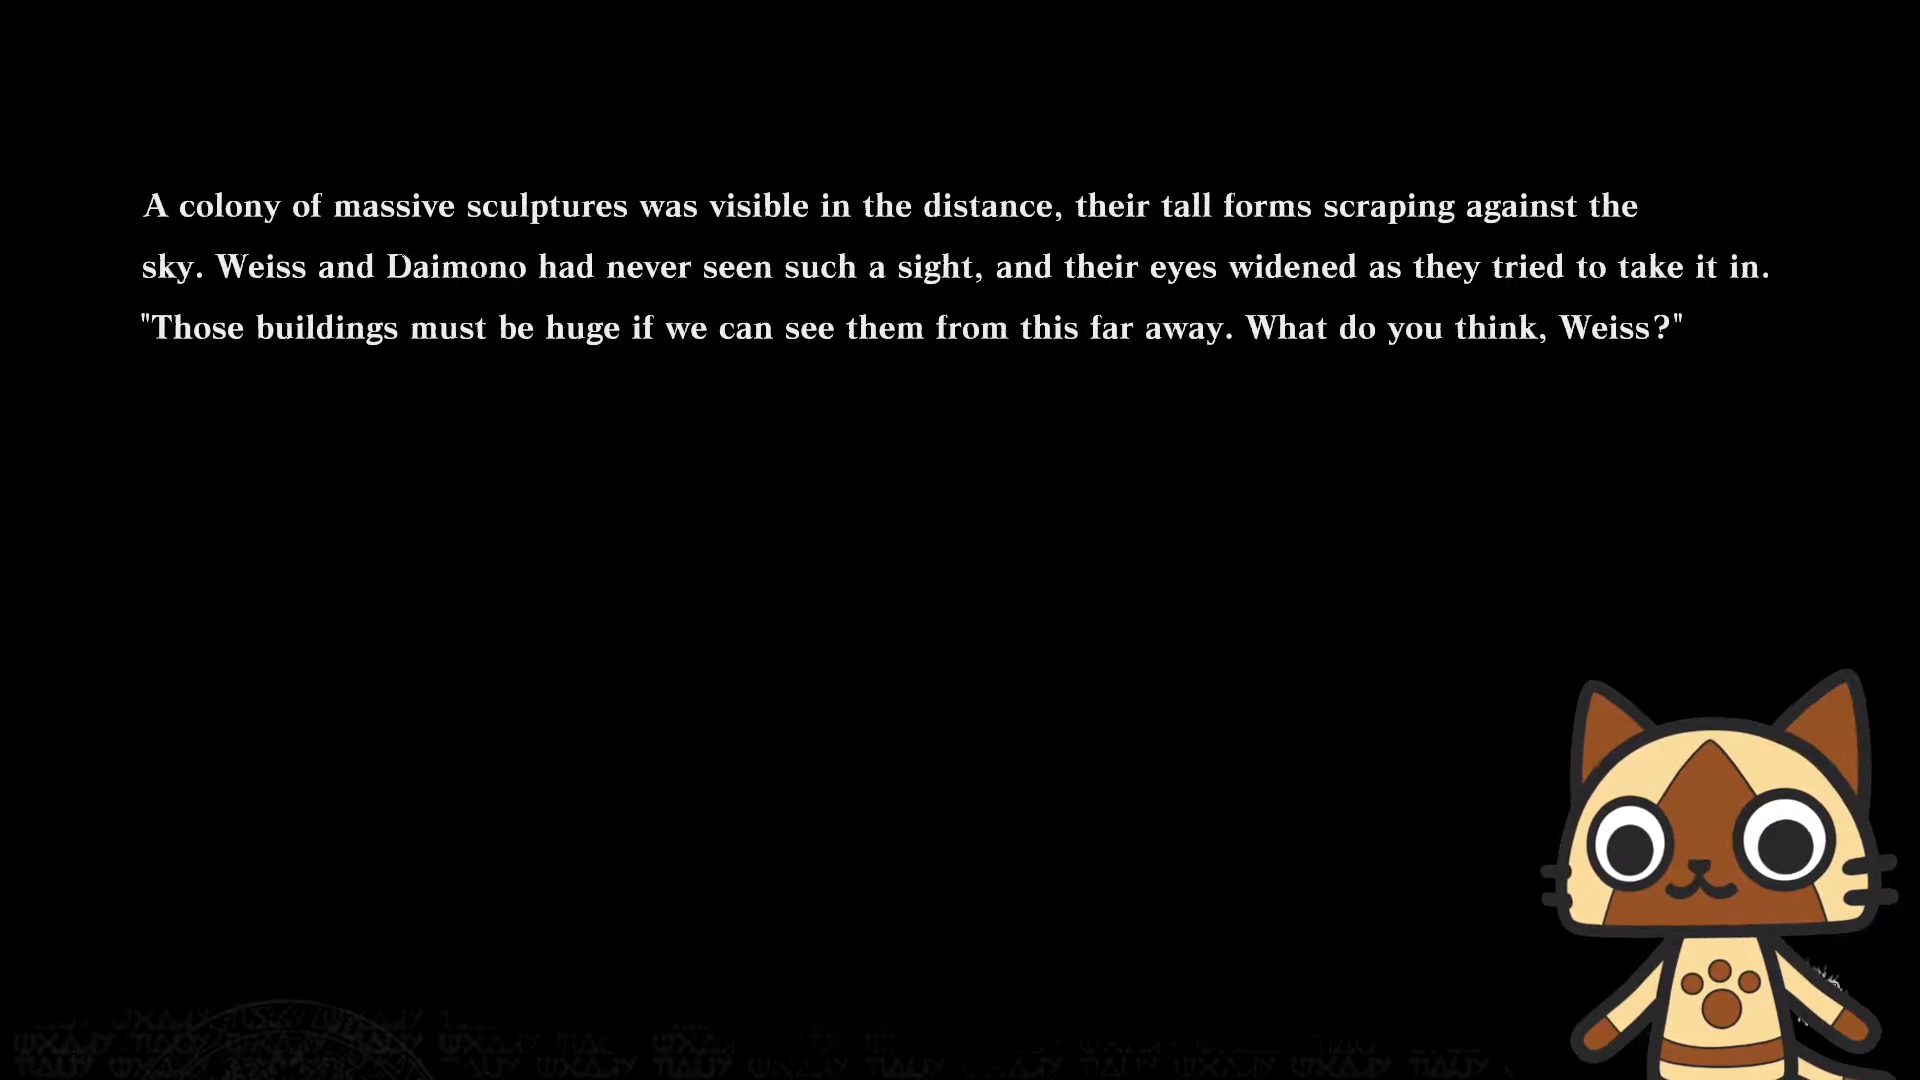 A colony of massive sculptures was visible in the distance, their tall forms scraping against the
sky. Weiss and Daimono had never seen such a sight, and their eyes widened as they tried to take it in.
"Those buildings must be huge if we can see them from this far away. What do you think, Weiss?"